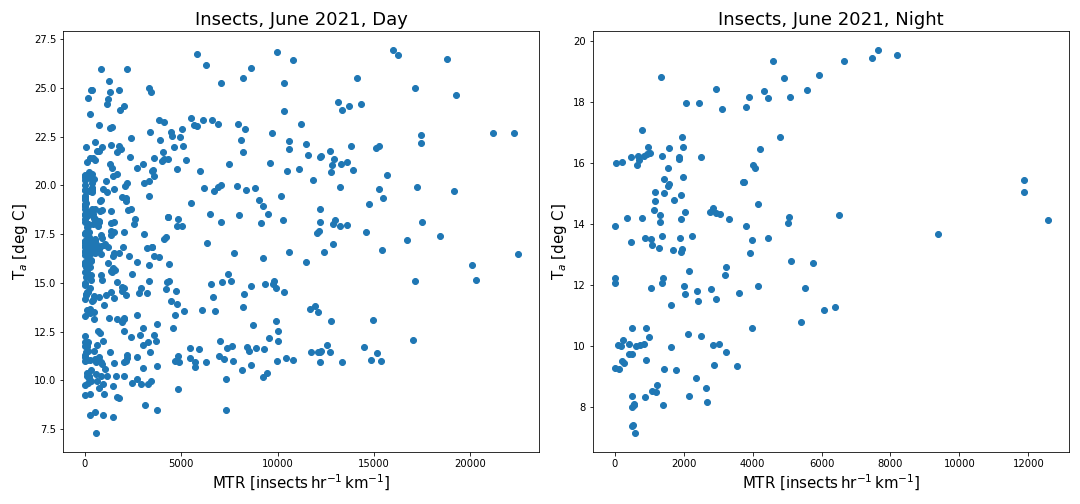 Insects, June 2021, Day
27.5
25.0
22.5
20.0
17.5
15.0
12.5
10.0
7.5
T_a [deg C]
0 5000 10000 15000 20000
MTR [insects hr⁻¹ km⁻¹]
Insects, June 2021, Night
20
18
16
14
12
10
8
T_a [deg C]
0 2000 4000 6000 8000 10000 12000
MTR [insects hr⁻¹ km⁻¹]